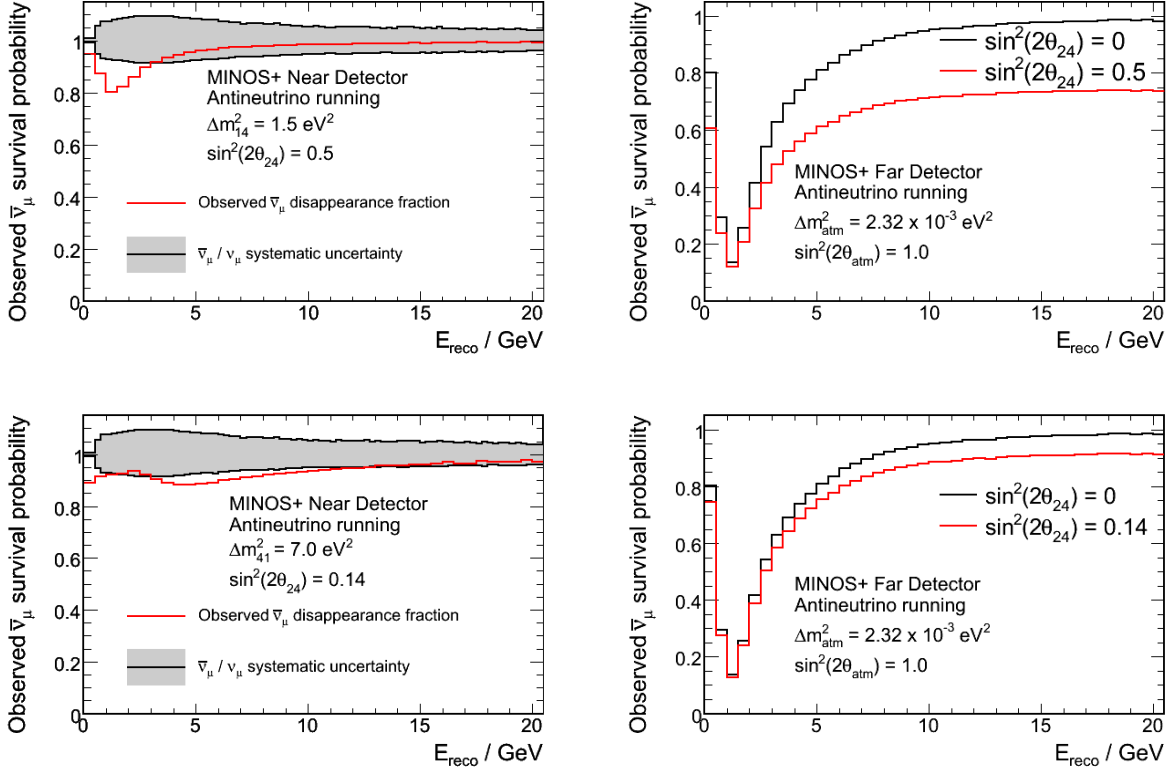 Observed ν̅μ survival probability
1
0.8
0.6
0.4
0.2
0
0 5 10 15 20
E_reco / GeV
MINOS+ Near Detector
Antineutrino running
Δm²₁₄ = 1.5 eV²
sin²(2θ₂₄) = 0.5
Observed ν̅μ disappearance fraction
ν̅μ / νμ systematic uncertainty
Observed ν̅μ survival probability
1
0.8
0.6
0.4
0.2
0
0 5 10 15 20
E_reco / GeV
sin²(2θ₂₄) = 0
sin²(2θ₂₄) = 0.5
MINOS+ Far Detector
Antineutrino running
Δm²_atm = 2.32 x 10⁻³ eV²
sin²(2θ_atm) = 1.0
Observed ν̅μ survival probability
1
0.8
0.6
0.4
0.2
0
0 5 10 15 20
E_reco / GeV
MINOS+ Near Detector
Antineutrino running
Δm²₄₁ = 7.0 eV²
sin²(2θ₂₄) = 0.14
Observed ν̅μ disappearance fraction
ν̅μ / νμ systematic uncertainty
Observed ν̅μ survival probability
1
0.8
0.6
0.4
0.2
0
0 5 10 15 20
E_reco / GeV
sin²(2θ₂₄) = 0
sin²(2θ₂₄) = 0.14
MINOS+ Far Detector
Antineutrino running
Δm²_atm = 2.32 x 10⁻³ eV²
sin²(2θ_atm) = 1.0